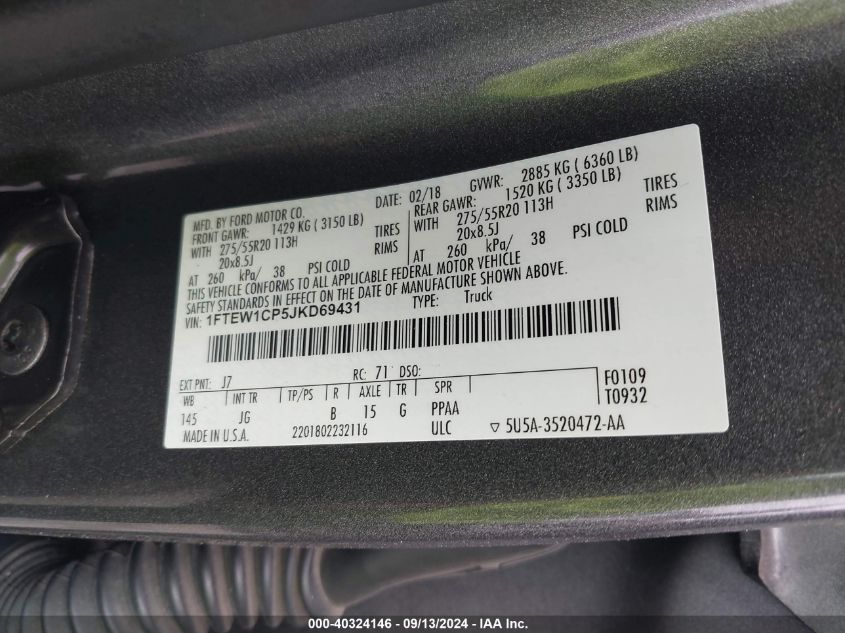 MFD. BY FORD MOTOR CO. DATE: 02/18 GVWR: 2885 KG ( 6360 LB)
FRONT GAWR: 1429 KG ( 3150 LB) REAR GAWR: 1520 KG ( 3350 LB)
WITH 275/55R20 113H TIRES WITH 275/55R20 113H TIRES
20x8.5J RIMS 20x8.5J RIMS
AT 260 kPa/ 38 PSI COLD AT 260 kPa/ 38 PSI COLD
THIS VEHICLE CONFORMS TO ALL APPLICABLE FEDERAL MOTOR VEHICLE
SAFETY STANDARDS IN EFFECT ON THE DATE OF MANUFACTURE SHOWN ABOVE.
VIN: 1FTEW1CP5JKD69431 TYPE: Truck
EXT PNT: J7 RC: 71 DSO: F0109
WB INT TR TP/PS R AXLE TR SPR T0932
145 JG B 15 G PPAA
MADE IN U.S.A. 2201802232116 ULC ▽ 5U5A-3520472-AA
000-40324146 - 09/13/2024 - IAA Inc.